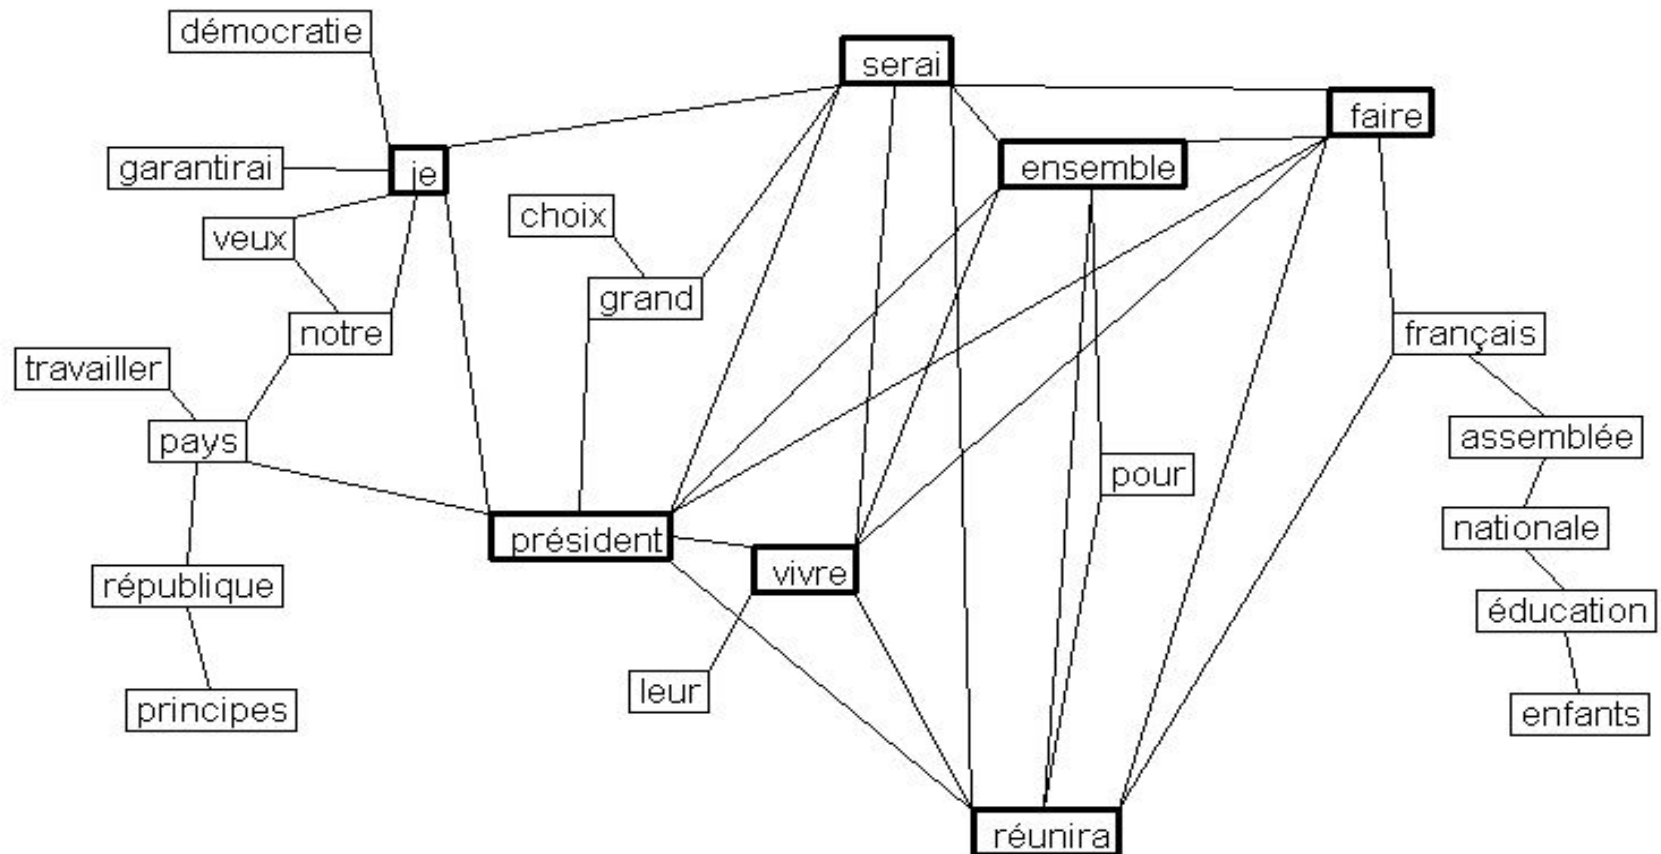 démocratie
serai
faire
garantirai
je
ensemble
choix
veux
grand
notre
français
travailler
pays
assemblée
pour
président
nationale
vivre
république
éducation
leur
principes
enfants
réunira